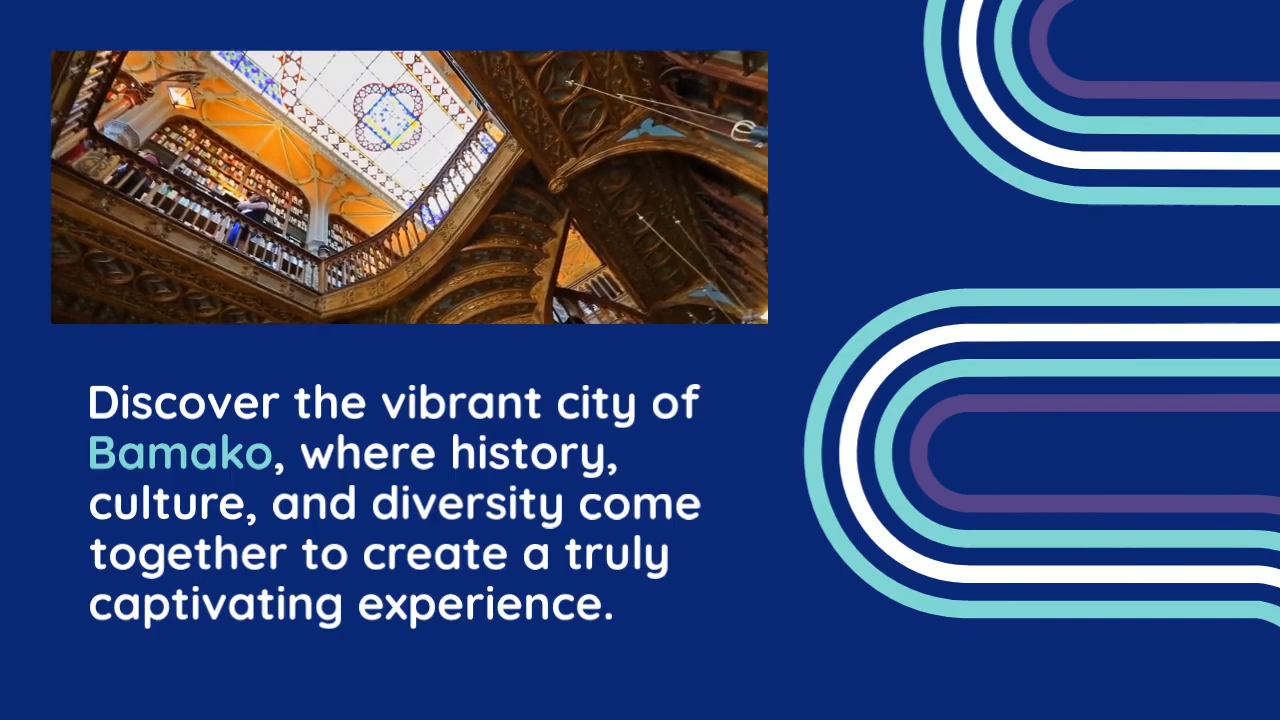 Discover the vibrant city of
Bamako, where history,
culture, and diversity come
together to create a truly
captivating experience.